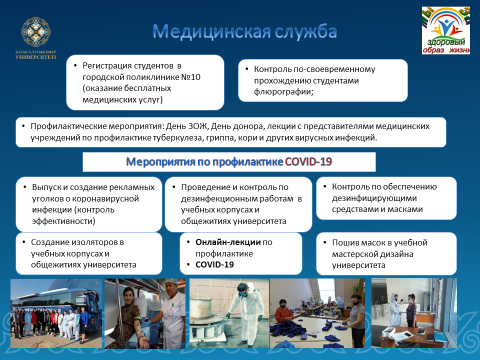 Медицинская служба
УНИВЕРСИТЕТІ
здоровый
образ жизни
• Регистрация студентов в
городской поликлинике №10
(оказание бесплатных
медицинских услуг)
• Контроль по-своевременному
прохождению студентами
флюрографии;
• Профилактические мероприятия: День ЗОЖ, День донора, лекции с представителями медицинских
учреждений по профилактике туберкулеза, гриппа, кори и других вирусных инфекций.
Мероприятия по профилактике COVID-19
• Выпуск и создание рекламных
уголков о коронавирусной
инфекции (контроль
эффективности)
• Проведение и контроль по
дезинфекционным работам в
учебных корпусах и
общежитиях университета
• Контроль по обеспечению
дезинфицирующими
средствами и масками
• Создание изоляторов в
учебных корпусах и
общежитиях университета
• Онлайн-лекции по
профилактике
• COVID-19
• Пошив масок в учебной
мастерской дизайна
университета